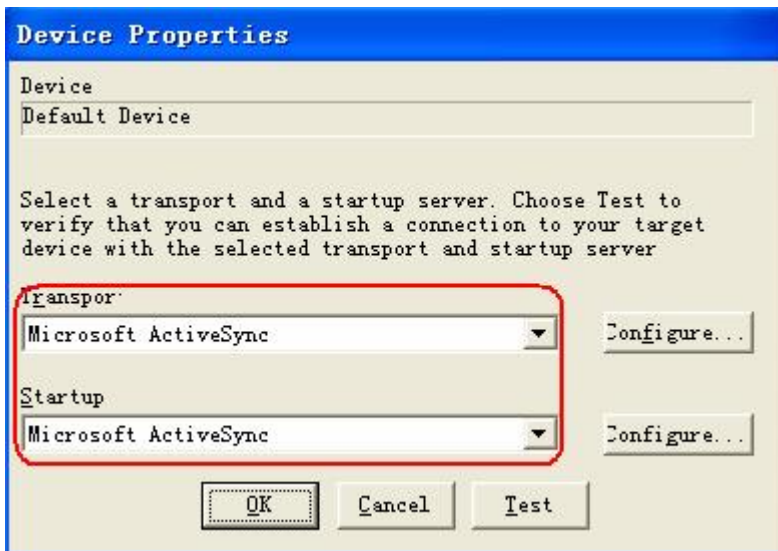 Device Properties
Device
Default Device
Select a transport and a startup server. Choose Test to
verify that you can establish a connection to your target
device with the selected transport and startup server
Transpor
Microsoft ActiveSync
Configure...
Startup
Microsoft ActiveSync
Configure...
OK
Cancel
Test